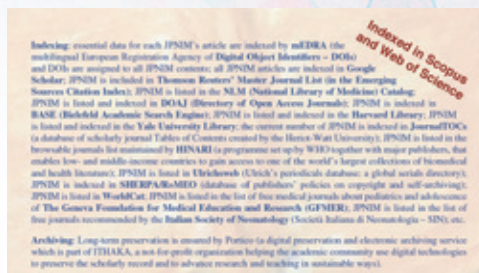 Indexed in Scopus
and Web of Science
Indexing: essential data for each JPNIM's article are indexed by mEDRA (the
multilingual European Registration Agency of Digital Object Identifiers – DOIs)
and DOIs are assigned to all JPNIM contents; all JPNIM articles are indexed in Google
Scholar; JPNIM is included in Thomson Reuters' Master Journal List (in the Emerging
Sources Citation Index); JPNIM is listed in the NLM (National Library of Medicine) Catalog;
JPNIM is listed and indexed in DOAJ (Directory of Open Access Journals); JPNIM is indexed in
BASE (Bielefeld Academic Search Engine); JPNIM is listed in the Harvard Library; JPNIM
is listed and indexed in the Yale University Library; the current number of JPNIM is indexed in JournalTOCs
(a database of scholarly journal Tables of Contents created by the Heriot-Watt University); JPNIM is listed in the
browseable journals list maintained by HINARI (a programme set up by WHO together with major publishers, that
enables low- and middle-income countries to gain access to one of the world's largest collections of biomedical
and health literature); JPNIM is listed in Ulrichsweb (Ulrich's periodicals database: a global serials directory);
JPNIM is indexed in SHERPA/RoMEO (database of publishers' policies on copyright and self-archiving);
JPNIM is listed in WorldCat; JPNIM is listed in the list of free medical journals about pediatrics and adolescence
of The Geneva Foundation for Medical Education and Research (GFMER); JPNIM is listed in the list of
free journals recommended by the Italian Society of Neonatology (Società Italiana di Neonatologia – SIN); etc.
Archiving: Long-term preservation is ensured by Portico (a digital preservation and electronic archiving service
which is part of ITHAKA, a not-for-profit organization helping the academic community use digital technologies
to preserve the scholarly record and to advance research and teaching in sustainable ways).